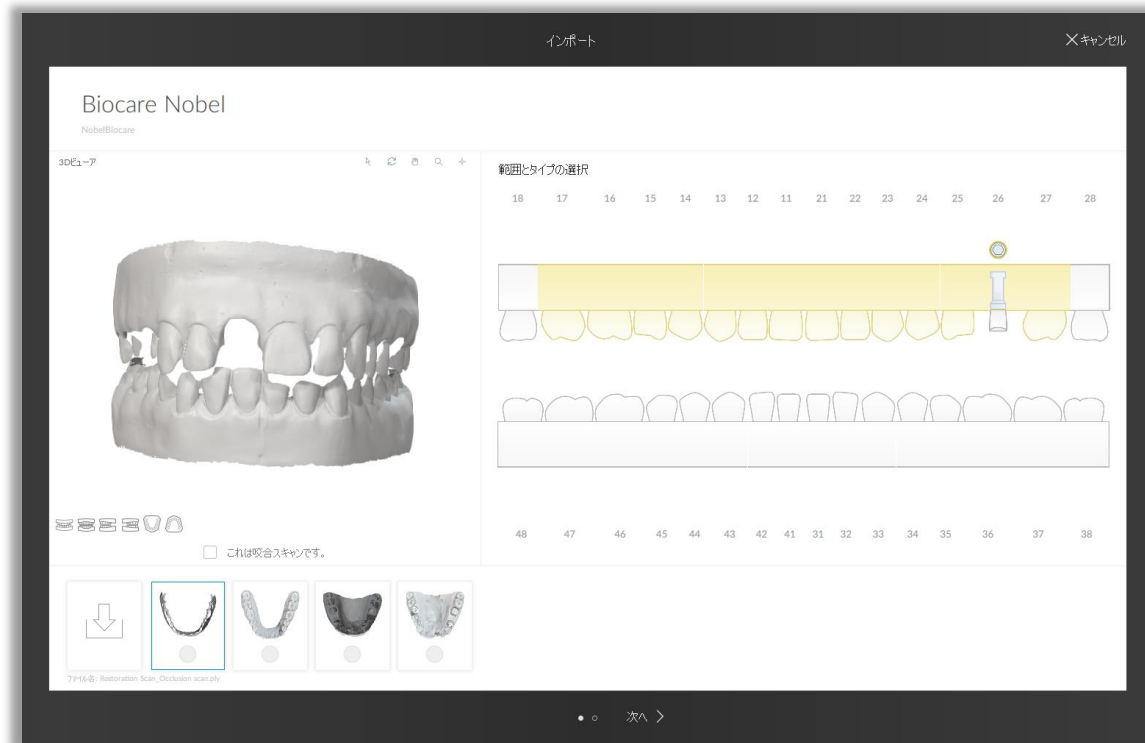 インポート
キャンセル
Biocare Nobel
NobelBiocare
3Dビューア
範囲とタイプの選択
18 17 16 15 14 13 12 11 21 22 23 24 25 26 27 28
48 47 46 45 44 43 42 41 31 32 33 34 35 36 37 38
これは咬合スキャンです。
ファイル名: Restoration Scan_Occlusion scan.ply
次へ